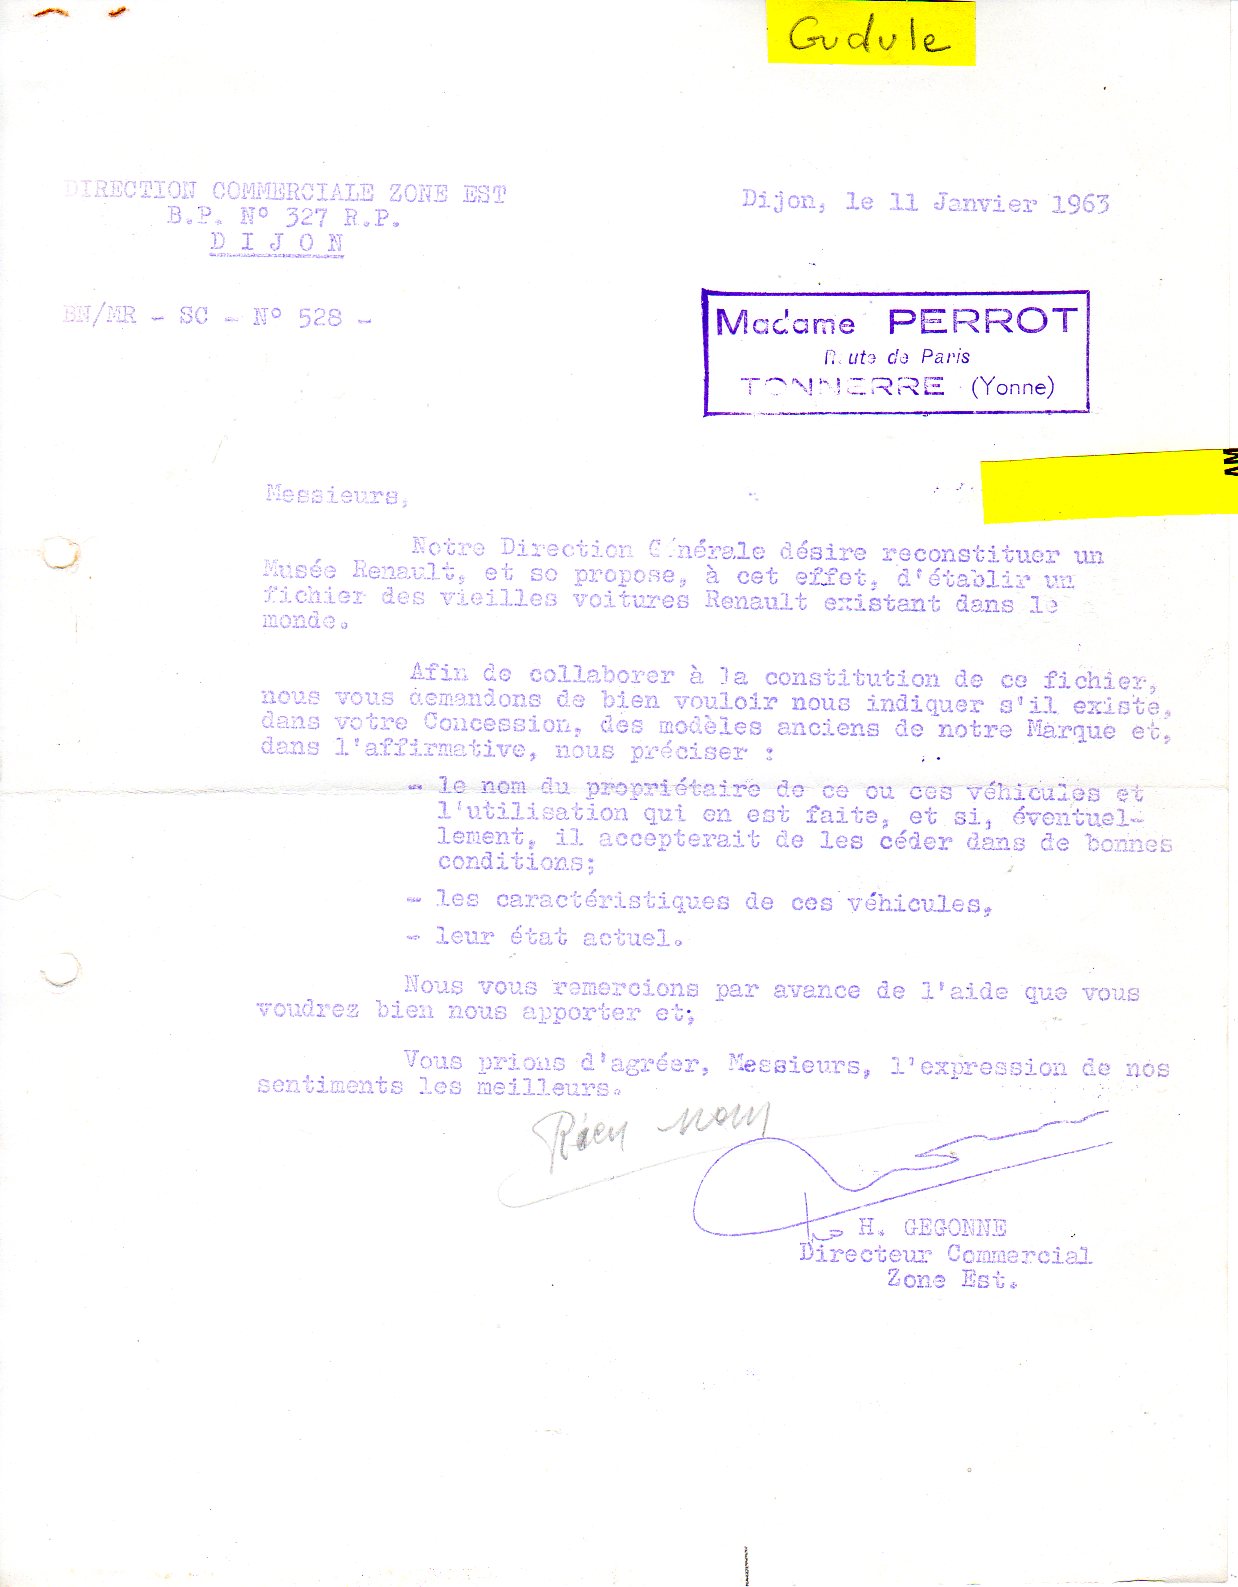 Gudule
DIRECTION COMMERCIALE ZONE EST
B.P. N° 327 R.P.
D I J O N
Dijon, le 11 Janvier 1963
BN/MR - SC - N° 528 -
Madame PERROT
Route de Paris
TONNERRE (Yonne)
AM
Messieurs,
Notre Direction Générale désire reconstituer un
Musée Renault, et se propose, à cet effet, d'établir un
fichier des vieilles voitures Renault existant dans le
monde.
Afin de collaborer à la constitution de ce fichier,
nous vous demandons de bien vouloir nous indiquer s'il existe,
dans votre Concession, des modèles anciens de notre Marque et,
dans l'affirmative, nous préciser :
- le nom du propriétaire de ce ou ces véhicules et
l'utilisation qui en est faite, et si, éventuel-
lement, il accepterait de les céder dans de bonnes
conditions;
- les caractéristiques de ces véhicules,
- leur état actuel.
Nous vous remercions par avance de l'aide que vous
voudrez bien nous apporter et;
Vous prions d'agréer, Messieurs, l'expression de nos
sentiments les meilleurs.
H. GEGONNE
Directeur Commercial
Zone Est.